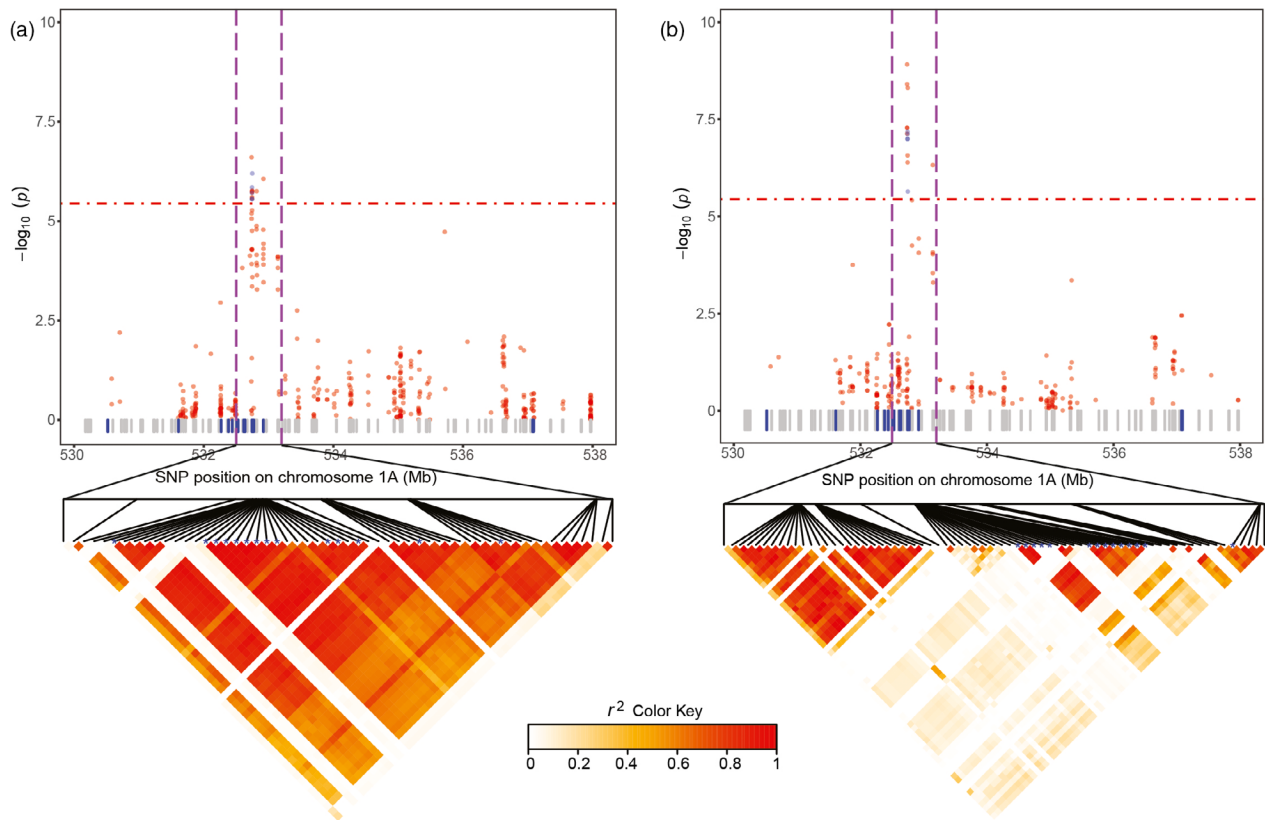 (a)
10
7.5
5
2.5
0
−log₁₀ (p)
530
532
534
536
538
SNP position on chromosome 1A (Mb)
(b)
10
7.5
5
2.5
0
−log₁₀ (p)
530
532
534
536
538
SNP position on chromosome 1A (Mb)
r² Color Key
0 0.2 0.4 0.6 0.8 1